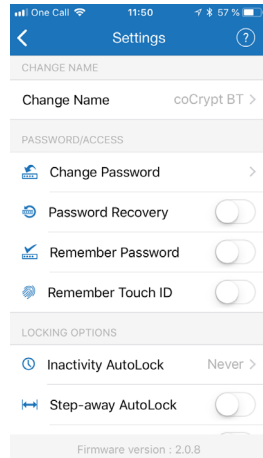 One Call 11:50 57 %
Settings ?
CHANGE NAME
Change Name coCrypt BT
PASSWORD/ACCESS
Change Password
Password Recovery
Remember Password
Remember Touch ID
LOCKING OPTIONS
Inactivity AutoLock Never
Step-away AutoLock
Firmware version : 2.0.8